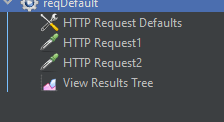 reqDefault
HTTP Request Defaults
HTTP Request1
HTTP Request2
View Results Tree